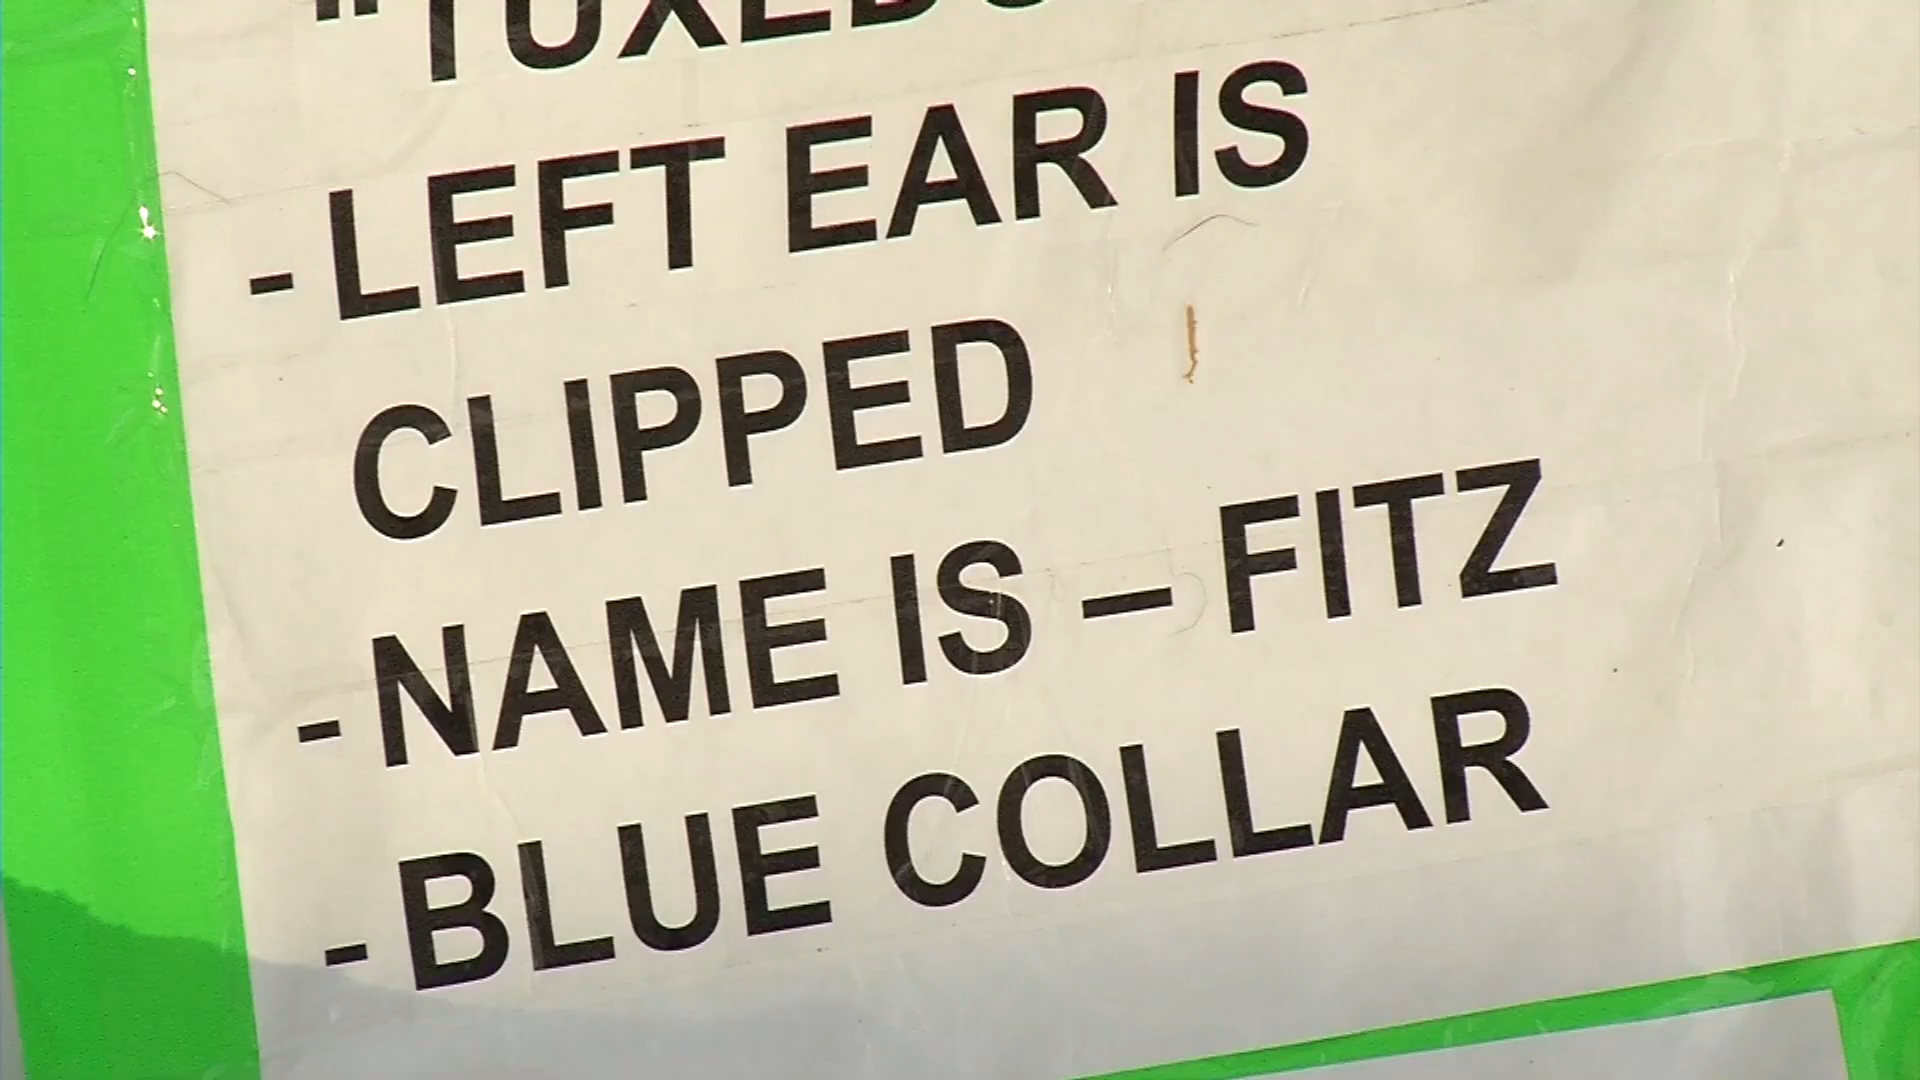 "TUXEDO
- LEFT EAR IS
CLIPPED
- NAME IS – FITZ
- BLUE COLLAR